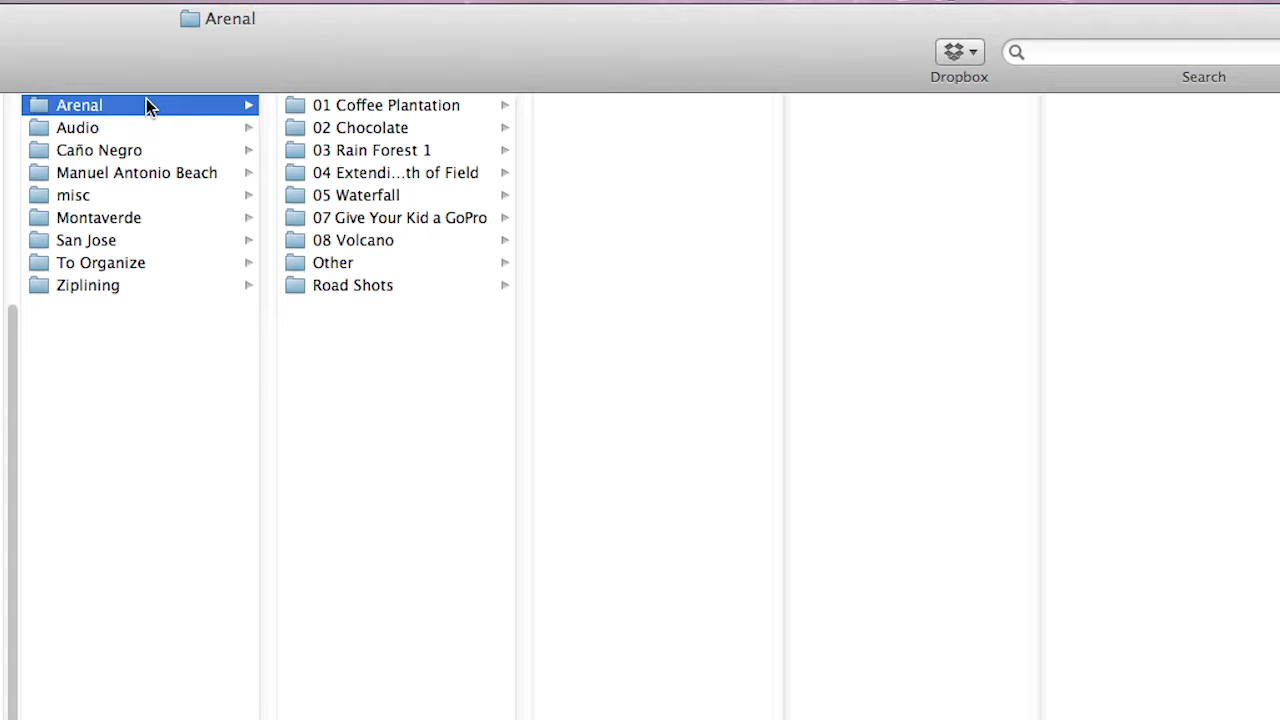 Arenal
Dropbox
Search
Arenal
Audio
Caño Negro
Manuel Antonio Beach
misc
Montaverde
San Jose
To Organize
Ziplining
01 Coffee Plantation
02 Chocolate
03 Rain Forest 1
04 Extendi...th of Field
05 Waterfall
07 Give Your Kid a GoPro
08 Volcano
Other
Road Shots